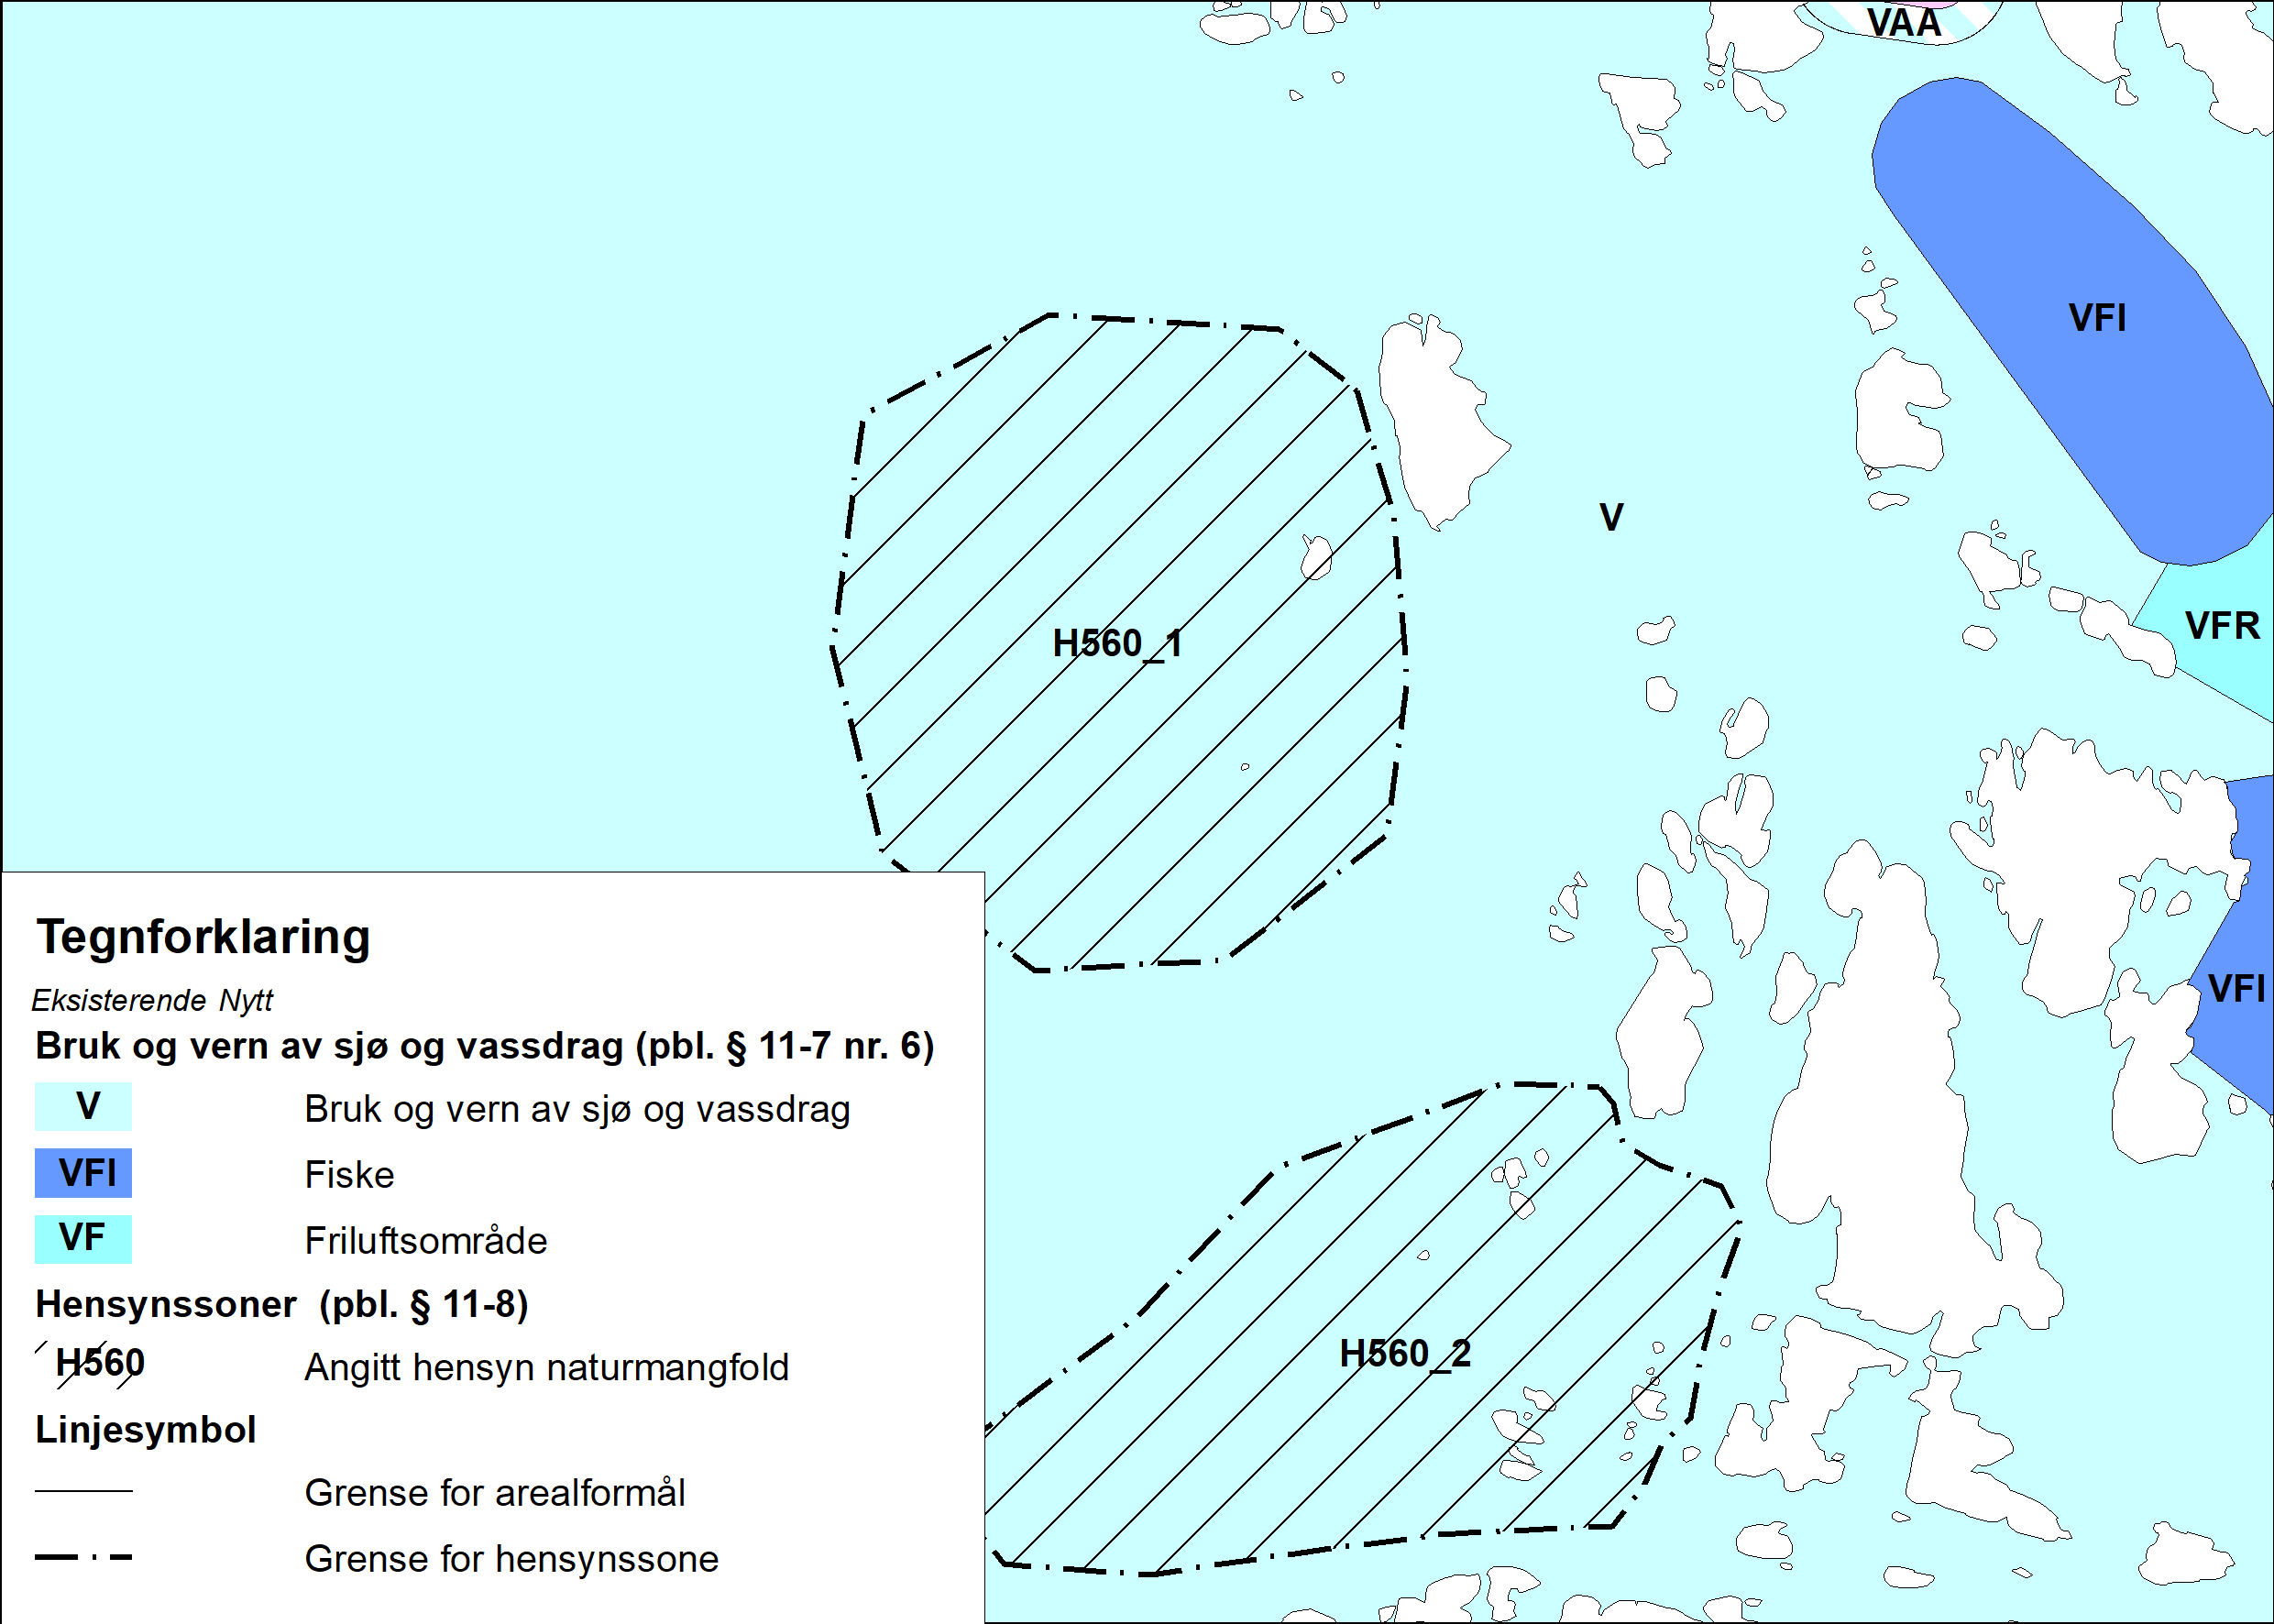 VAA
VFI
V
VFR
H560_1
VFI
H560_2
Tegnforklaring
Eksisterende Nytt
Bruk og vern av sjø og vassdrag (pbl. § 11-7 nr. 6)
V Bruk og vern av sjø og vassdrag
VFI Fiske
VF Friluftsområde
Hensynssoner (pbl. § 11-8)
H560 Angitt hensyn naturmangfold
Linjesymbol
Grense for arealformål
Grense for hensynssone